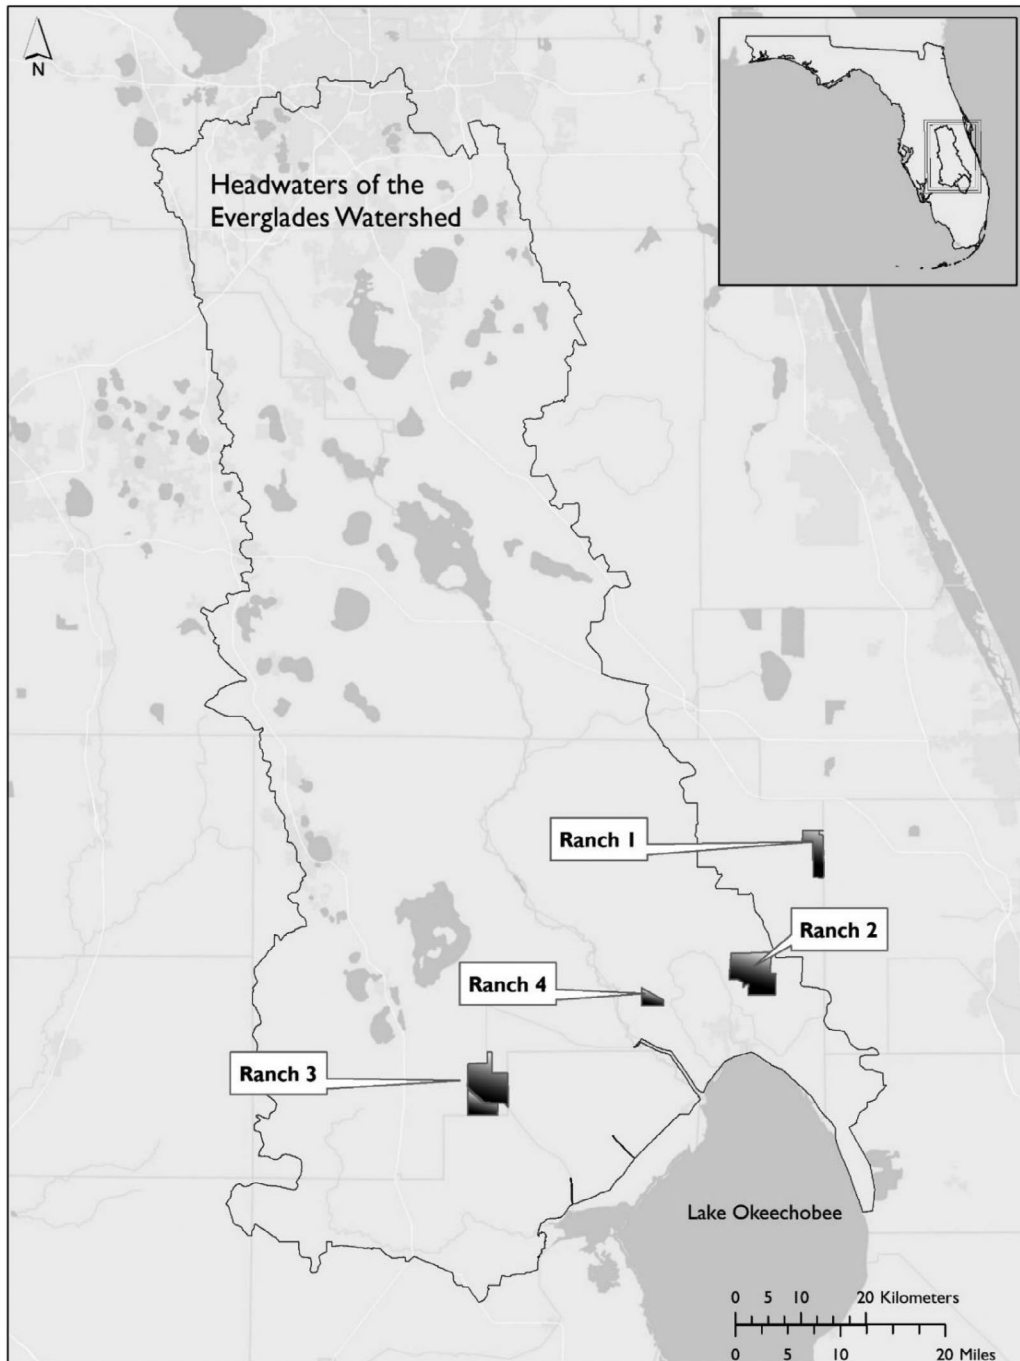 N
Headwaters of the
Everglades Watershed
Ranch 1
Ranch 2
Ranch 4
Ranch 3
Lake Okeechobee
0 5 10 20 Kilometers
0 5 10 20 Miles